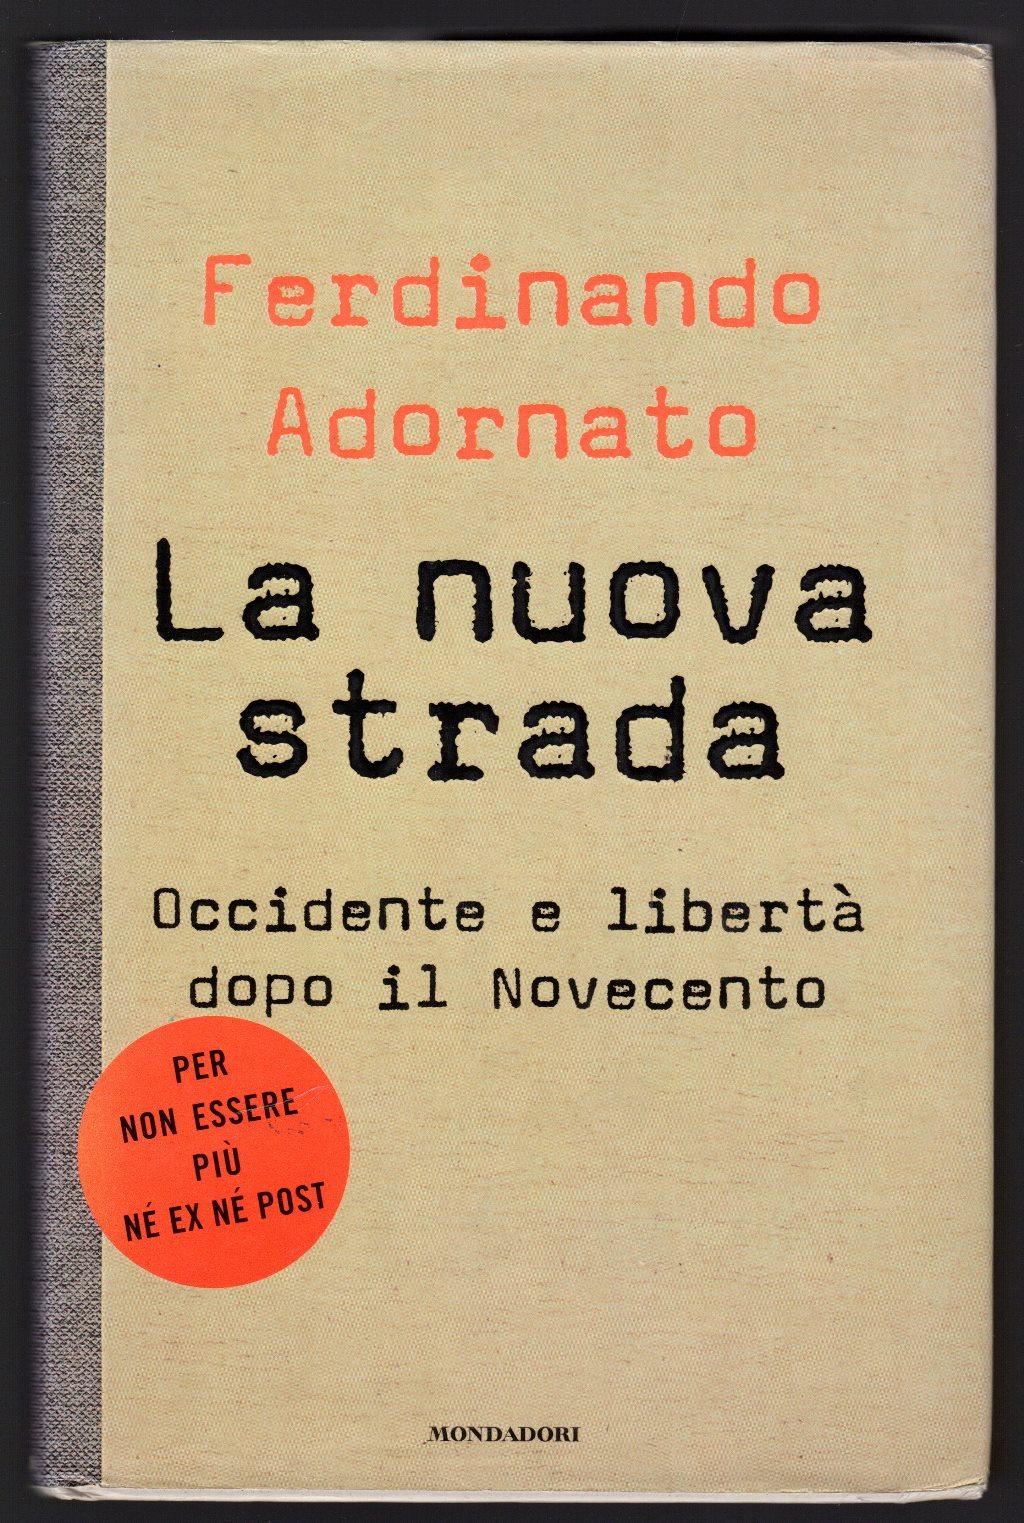 Ferdinando
Adornato
La nuova
strada
Occidente e libertà
dopo il Novecento
PER
NON ESSERE
PIÙ
NÉ EX NÉ POST
MONDADORI